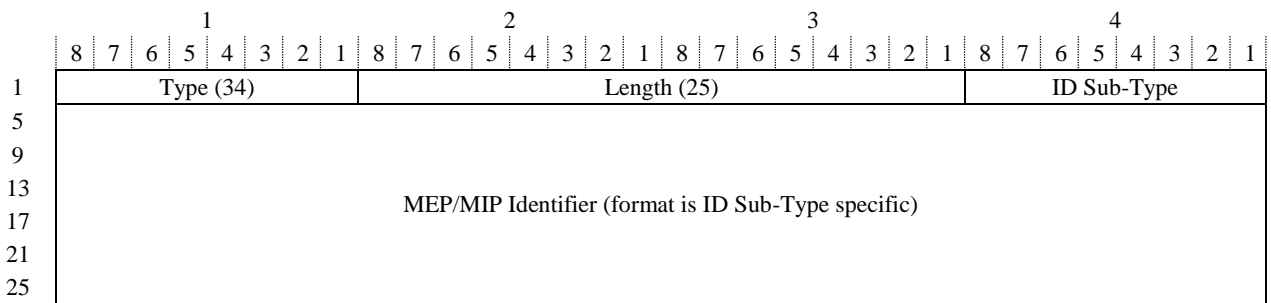 1 2 3 4
8 7 6 5 4 3 2 1 8 7 6 5 4 3 2 1 8 7 6 5 4 3 2 1 8 7 6 5 4 3 2 1
1 Type (34) Length (25) ID Sub-Type
5
9
13
MEP/MIP Identifier (format is ID Sub-Type specific)
17
21
25